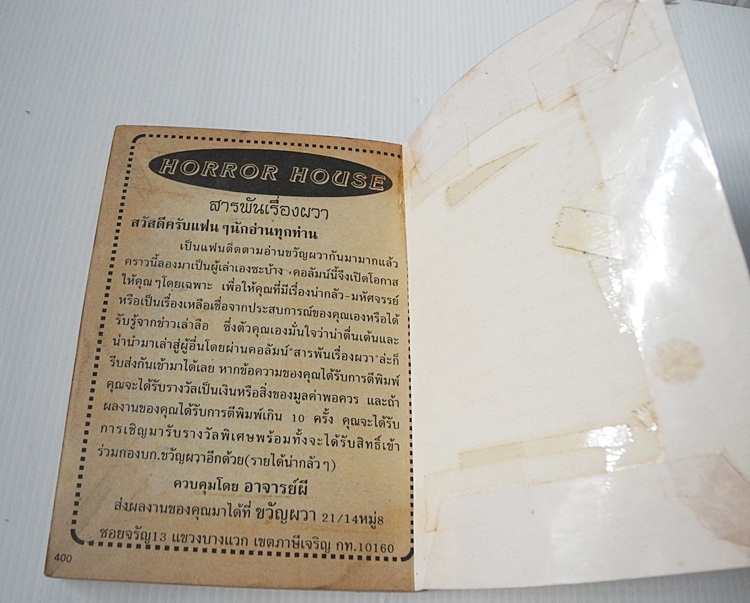 HORROR HOUSE
สารพันเรื่องผวา
สวัสดีครับแฟน ๆนักอ่านทุกท่าน
เป็นแฟนติดตามอ่านขวัญผวากันมามากแล้ว
คราวนี้ลองมาเป็นผู้เล่าเองซะบ้าง คอลัมน์นี้จึงเปิดโอกาส
ให้คุณๆโดยเฉพาะ เพื่อให้คุณที่มีเรื่องน่ากลัว-มหัศจรรย์
หรือเป็นเรื่องเหลือเชื่อจากประสบการณ์ของคุณเองหรือได้
รับรู้จากข่าวเล่าลือ ซึ่งตัวคุณเองมั่นใจว่าน่าตื่นเต้นและ
น่านำมาเล่าสู่ผู้อื่นโดยผ่านคอลัมน์"สารพันเรื่องผวา"ล่ะก็
รีบส่งกันเข้ามาได้เลย หากข้อความของคุณได้รับการตีพิมพ์
คุณจะได้รับรางวัลเป็นเงินหรือสิ่งของมูลค่าพอควร และถ้า
ผลงานของคุณได้รับการตีพิมพ์เกิน 10 ครั้ง คุณจะได้รับ
การเชิญมารับรางวัลพิเศษพร้อมทั้งจะได้รับสิทธิ์เข้า
ร่วมกองบก.ขวัญผวาอีกด้วย(รายได้น่ากลัวๆ)
ควบคุมโดย อาจารย์ผี
ส่งผลงานของคุณมาได้ที่ ขวัญผวา 21/14หมู่8
ซอยจรัญ13 แขวงบางแวก เขตภาษีเจริญ กท.10160
400